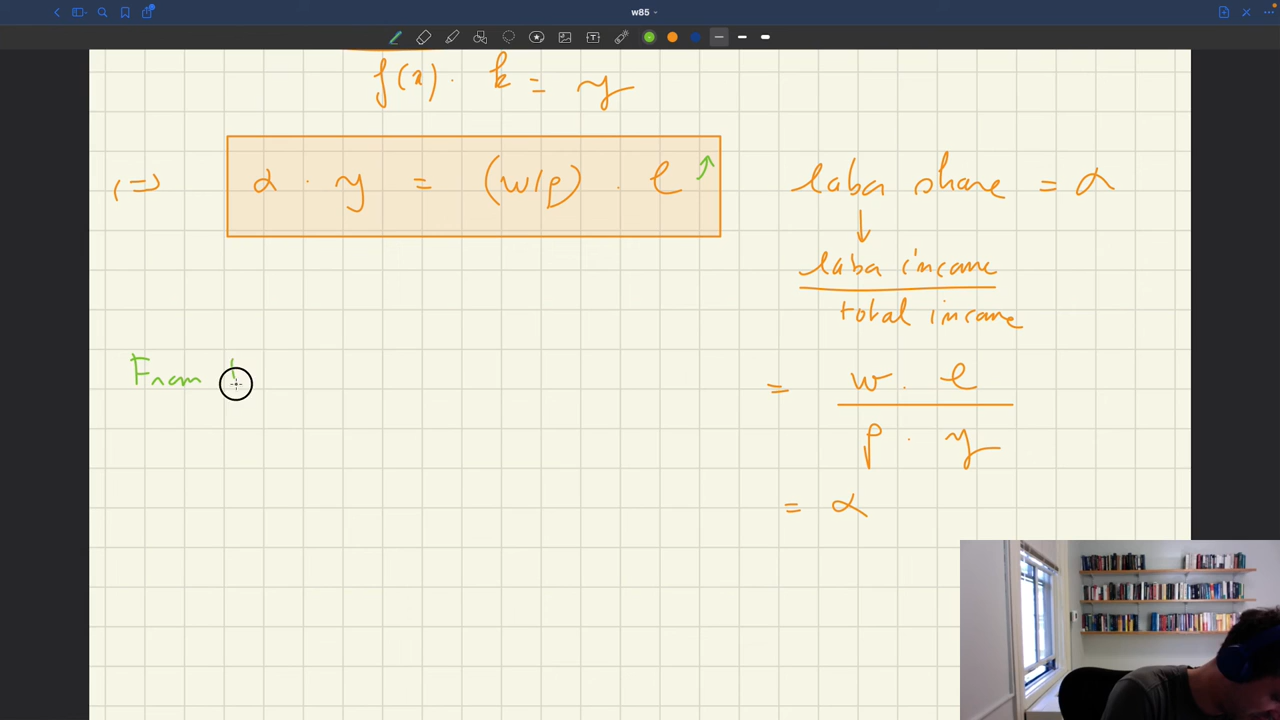 w85
f(x) · k = y
⇔ α · y = (w/p) · l ↑
labor share = α
↓
labor income
total income
= w · l
p · y
= α
From t